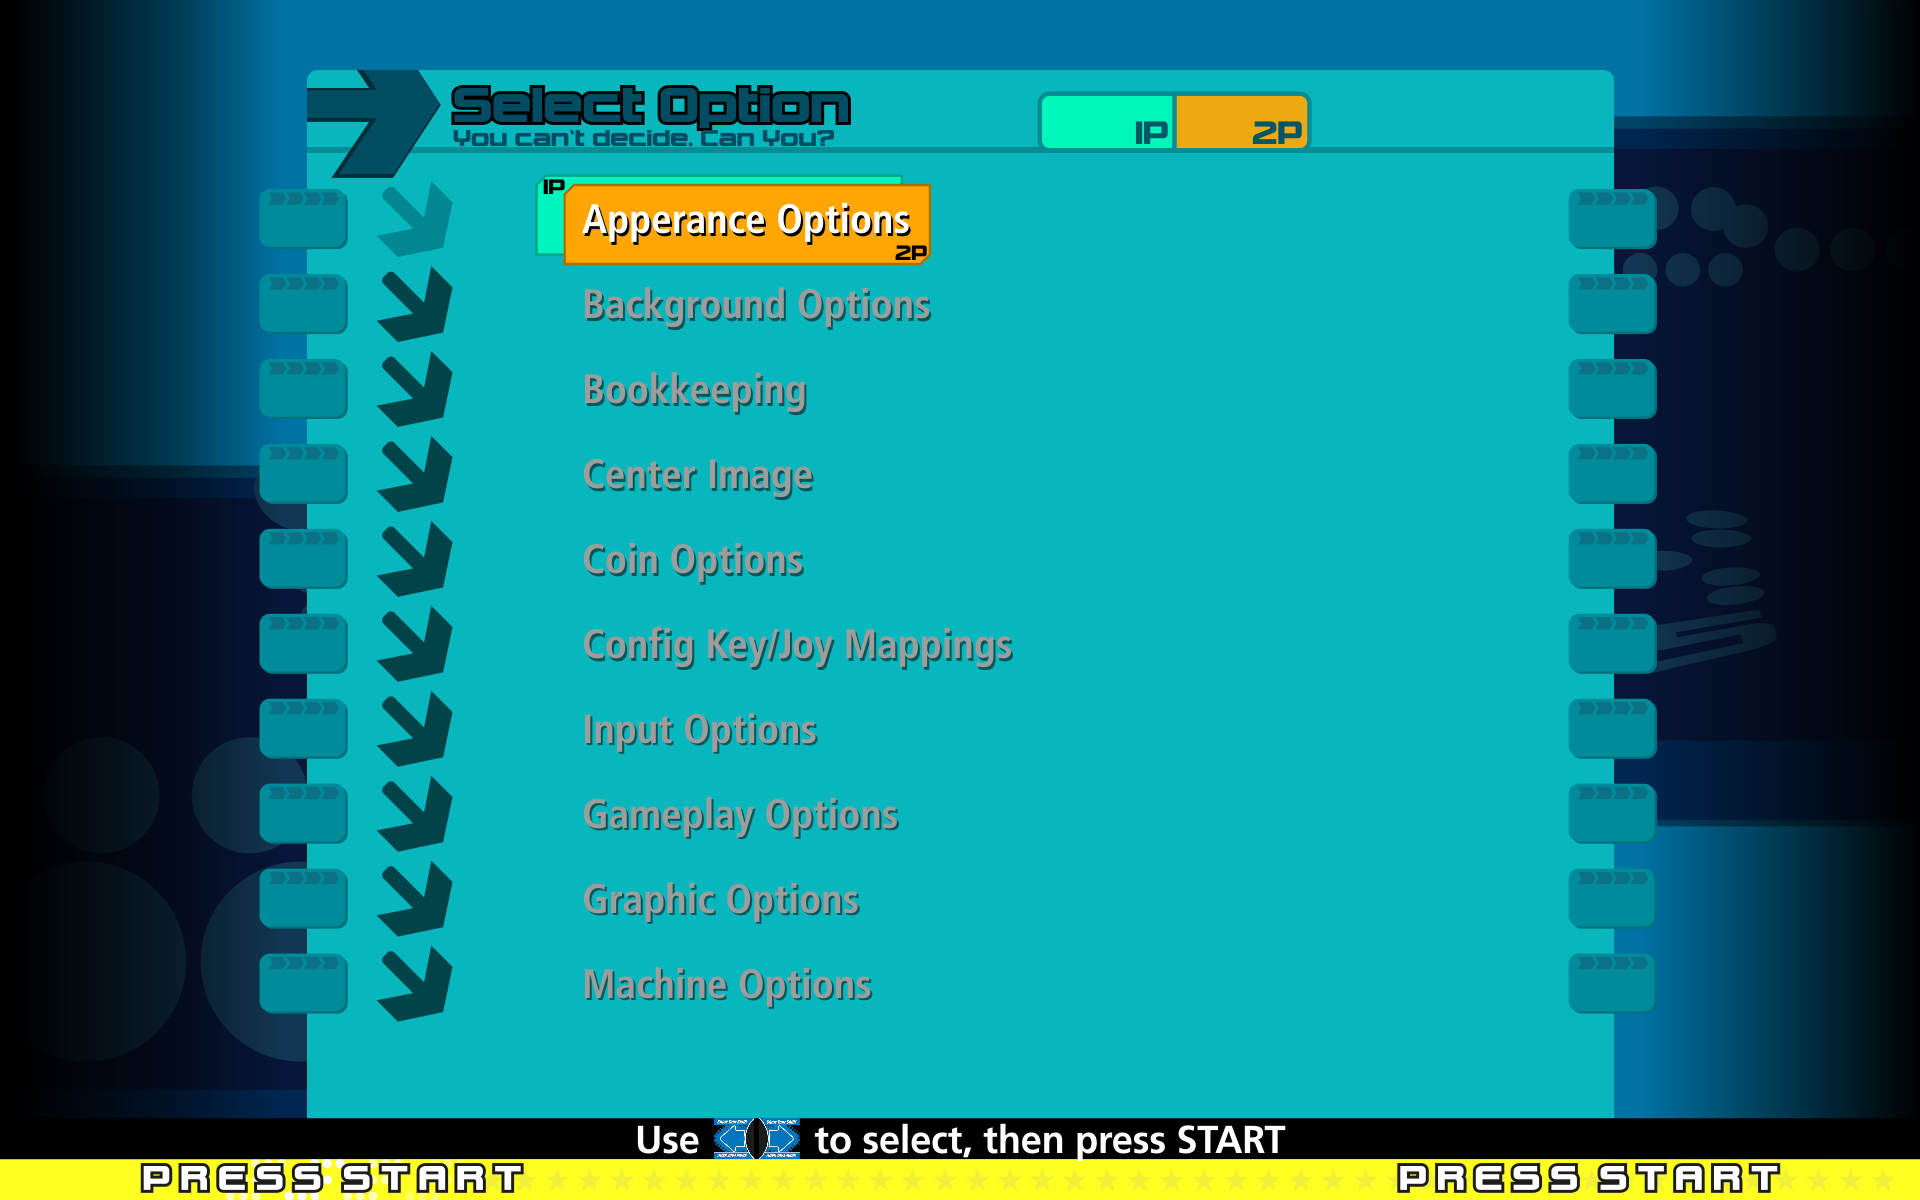 Select Option
You can't decide. Can You?
1P 2P
1P
Apperance Options
2P
Background Options
Bookkeeping
Center Image
Coin Options
Config Key/Joy Mappings
Input Options
Gameplay Options
Graphic Options
Machine Options
Use to select, then press START
PRESS START PRESS START